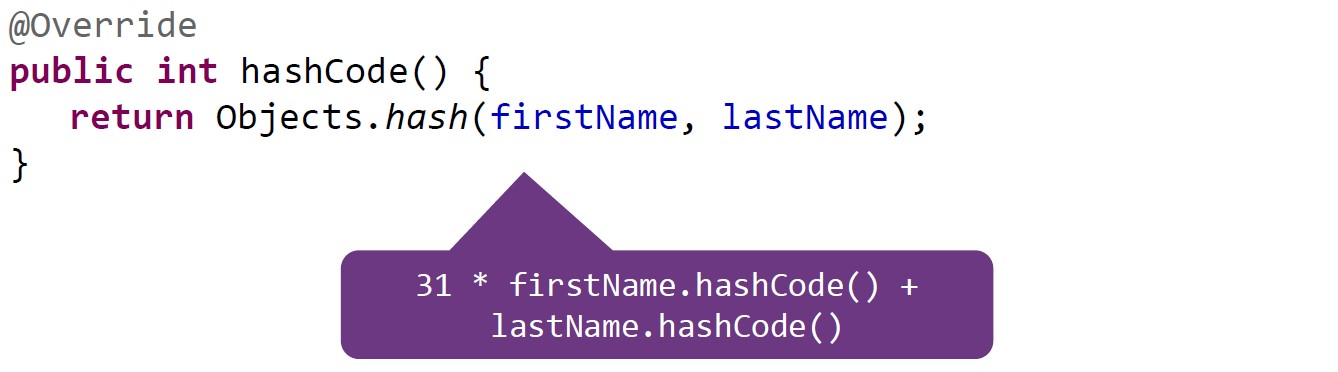 @Override
public int hashCode() {
   return Objects.hash(firstName, lastName);
}
31 * firstName.hashCode() +
lastName.hashCode()